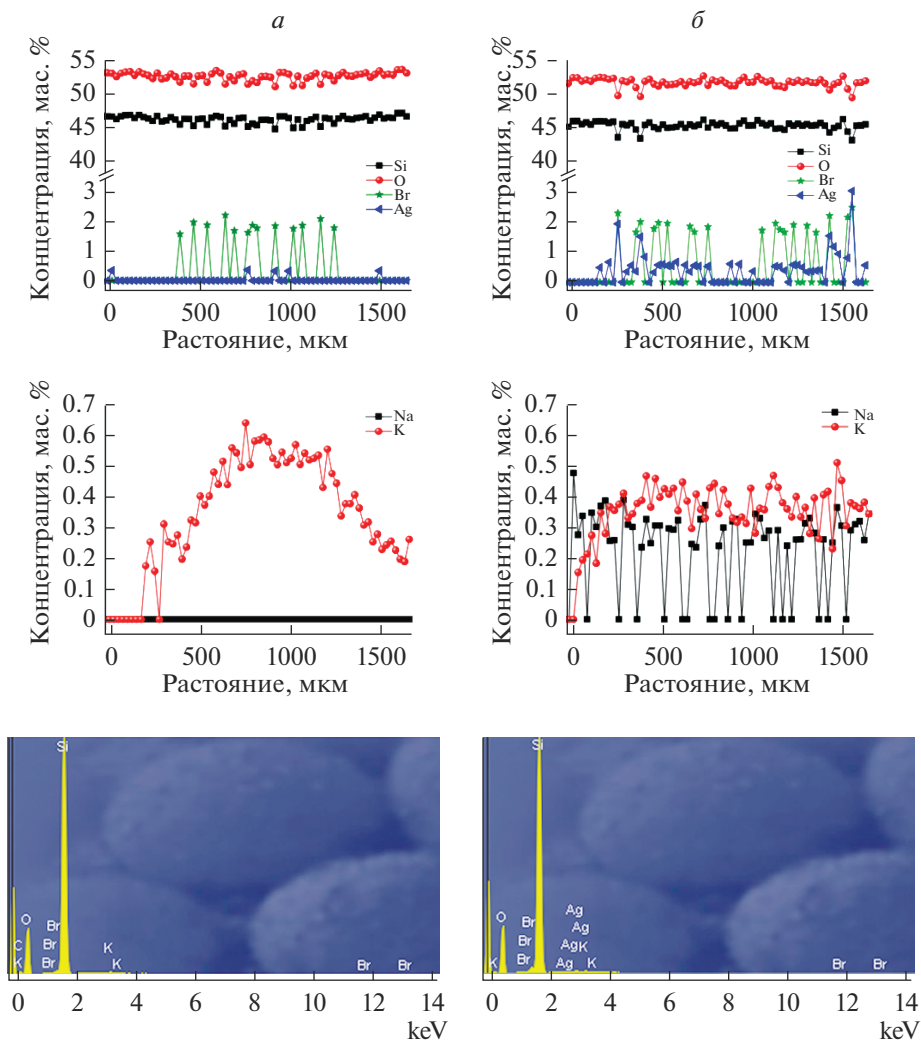 а
б
Концентрация, мас. %
55
50
45
40
3
2
1
0
Si
O
Br
Ag
0 500 1000 1500
Растояние, мкм
Концентрация, мас. %
55
50
45
40
3
2
1
0
Si
O
Br
Ag
0 500 1000 1500
Растояние, мкм
Концентрация, мас. %
0.7
0.6
0.5
0.4
0.3
0.2
0.1
0
Na
K
0 500 1000 1500
Растояние, мкм
Концентрация, мас. %
0.7
0.6
0.5
0.4
0.3
0.2
0.1
0
Na
K
0 500 1000 1500
Растояние, мкм
Si
O
Br
C
Br
K
K
Br
K
Br
Br
0 2 4 6 8 10 12 14
keV
Si
Ag
O
Br
Ag
Br
Ag
K
K
Br
Ag
K
Br
Br
0 2 4 6 8 10 12 14
keV